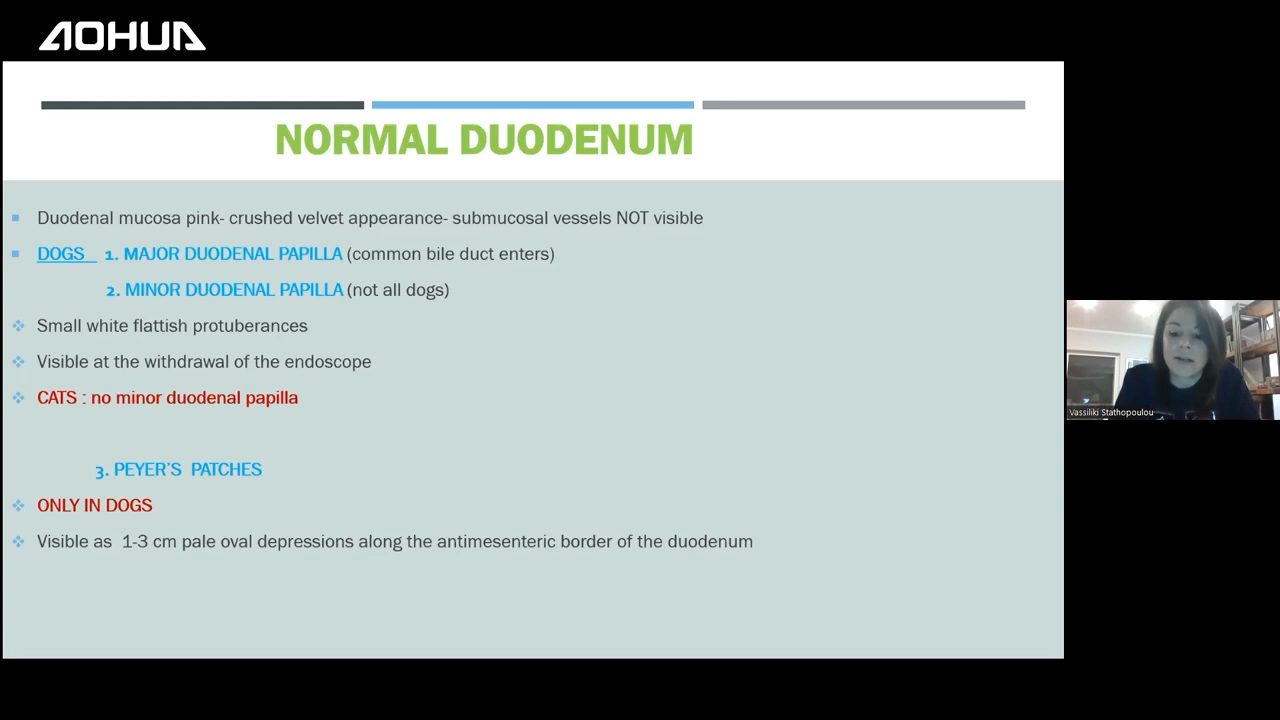 AOHUA
NORMAL DUODENUM
Duodenal mucosa pink- crushed velvet appearance- submucosal vessels NOT visible
DOGS 1. MAJOR DUODENAL PAPILLA (common bile duct enters)
2. MINOR DUODENAL PAPILLA (not all dogs)
Small white flattish protuberances
Visible at the withdrawal of the endoscope
CATS : no minor duodenal papilla
3. PEYER'S PATCHES
ONLY IN DOGS
Visible as 1-3 cm pale oval depressions along the antimesenteric border of the duodenum
Vassiliki Stathopoulou